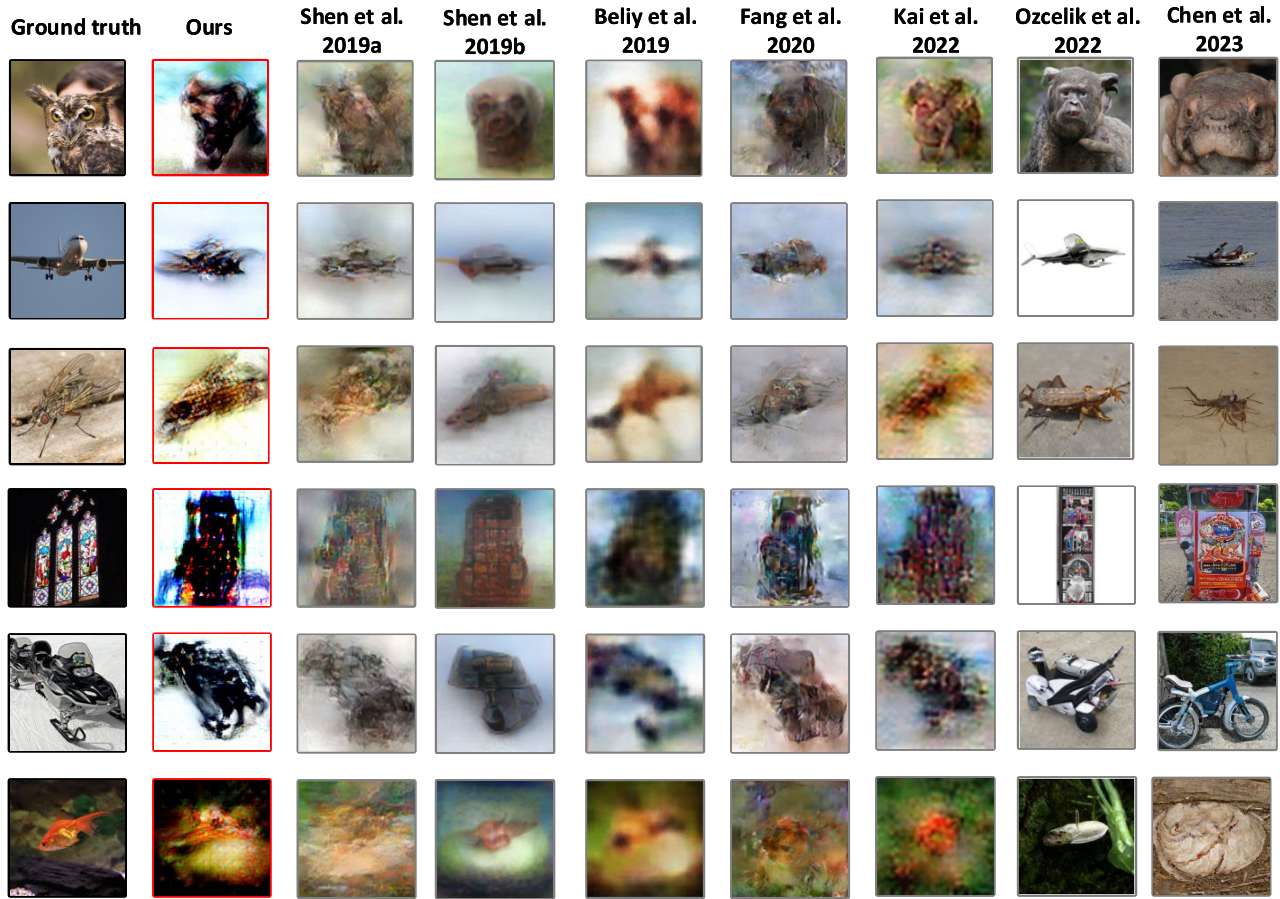 Ground truth
Ours
Shen et al.
2019a
Shen et al.
2019b
Beliy et al.
2019
Fang et al.
2020
Kai et al.
2022
Ozcelik et al.
2022
Chen et al.
2023